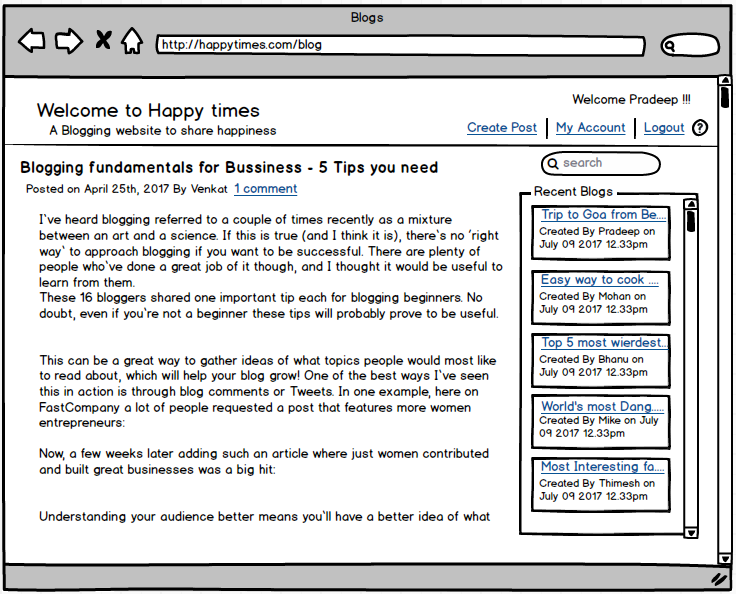 Blogs
http://happytimes.com/blog
Welcome Pradeep !!!
Welcome to Happy times
A Blogging website to share happiness
Create Post My Account Logout ?
search
Blogging fundamentals for Bussiness - 5 Tips you need
Posted on April 25th, 2017 By Venkat 1 comment
I`ve heard blogging referred to a couple of times recently as a mixture
between an art and a science. If this is true (and I think it is), there`s no ‘right
way` to approach blogging if you want to be successful. There are plenty of
people who`ve done a great job of it though, and I thought it would be useful to
learn from them.
These 16 bloggers shared one important tip each for blogging beginners. No
doubt, even if you`re not a beginner these tips will probably prove to be useful.
This can be a great way to gather ideas of what topics people would most like
to read about, which will help your blog grow! One of the best ways I`ve seen
this in action is through blog comments or Tweets. In one example, here on
FastCompany a lot of people requested a post that features more women
entrepreneurs:
Now, a few weeks later adding such an article where just women contributed
and built great businesses was a big hit:
Understanding your audience better means you`ll have a better idea of what
Recent Blogs
Trip to Goa from Be....
Created By Pradeep on
July 09 2017 12.33pm
Easy way to cook ....
Created By Mohan on
July 09 2017 12.33pm
Top 5 most wierdest...
Created By Bhanu on
July 09 2017 12.33pm
World's most Dang.....
Created By Mike on July
09 2017 12.33pm
Most Interesting fa....
Created By Thimesh on
July 09 2017 12.33pm